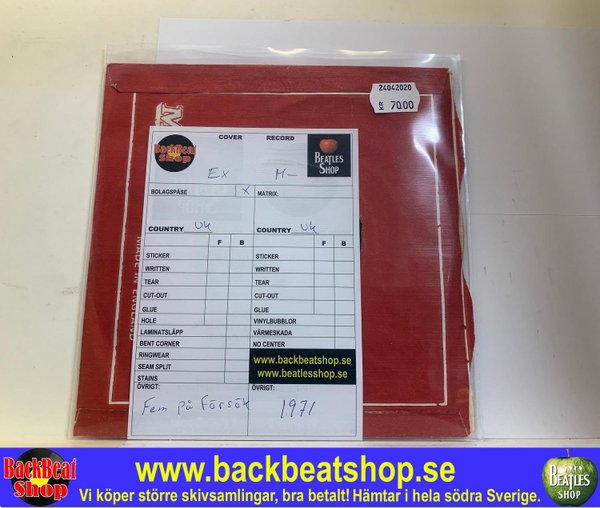 24042020
KR 70.00
COVER RECORD
BackBeat Shop
BEATLES SHOP
Ex M-
BOLAGSPÅSE X MATRIX:
COUNTRY UK COUNTRY UK
F B F B
STICKER STICKER
WRITTEN WRITTEN
TEAR TEAR
CUT-OUT CUT-OUT
GLUE GLUE
HOLE VINYLBUBBLOR
LAMINATSLÄPP VÄRMESKADA
BENT CORNER NO CENTER
RINGWEAR
SEAM SPLIT
STAINS
www.backbeatshop.se
www.beatlesshop.se
ÖVRIGT: ÖVRIGT:
Fem på Försök 1971
MADE IN ENGLAND
BackBeat Shop
www.backbeatshop.se
Vi köper större skivsamlingar, bra betalt! Hämtar i hela södra Sverige.
BEATLES SHOP